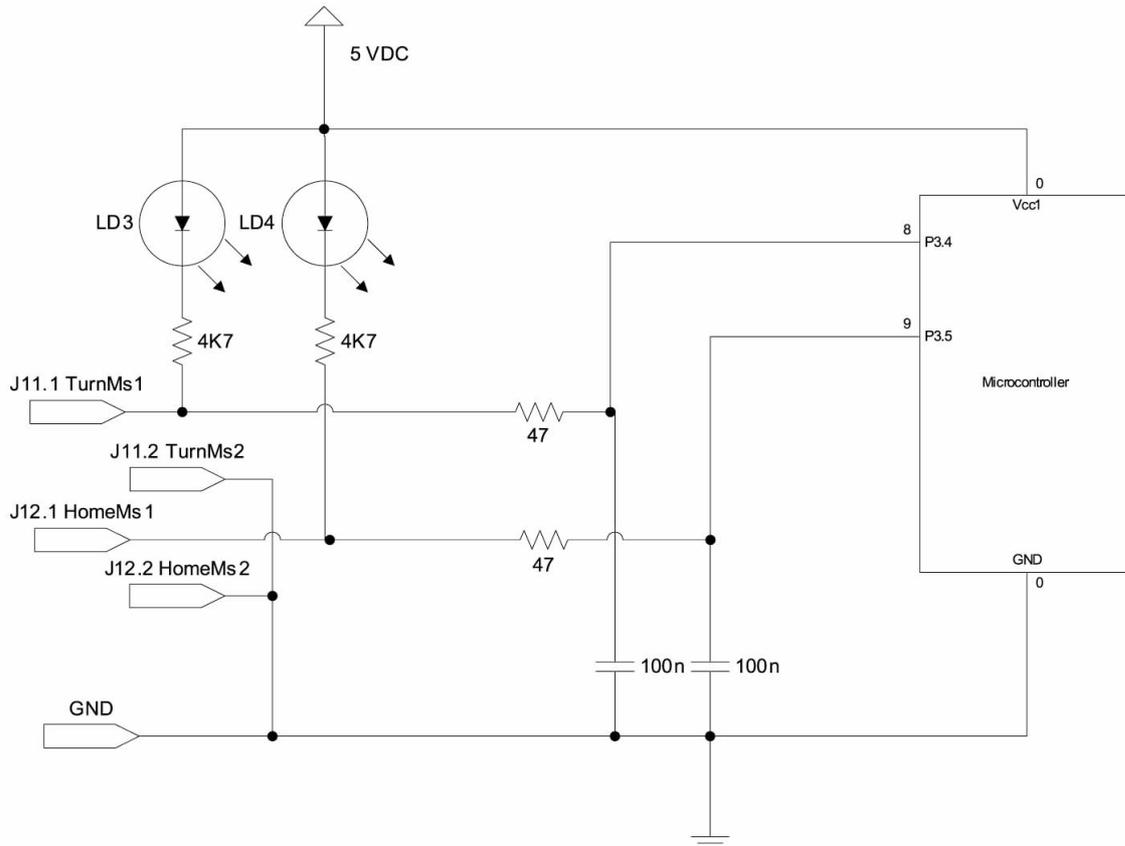 5 VDC
0
Vcc1
LD3
LD4
8
P3.4
9
P3.5
4K7
4K7
Microcontroller
J11.1 TurnMs1
47
J11.2 TurnMs2
J12.1 HomeMs1
47
J12.2 HomeMs2
GND
0
100n
100n
GND